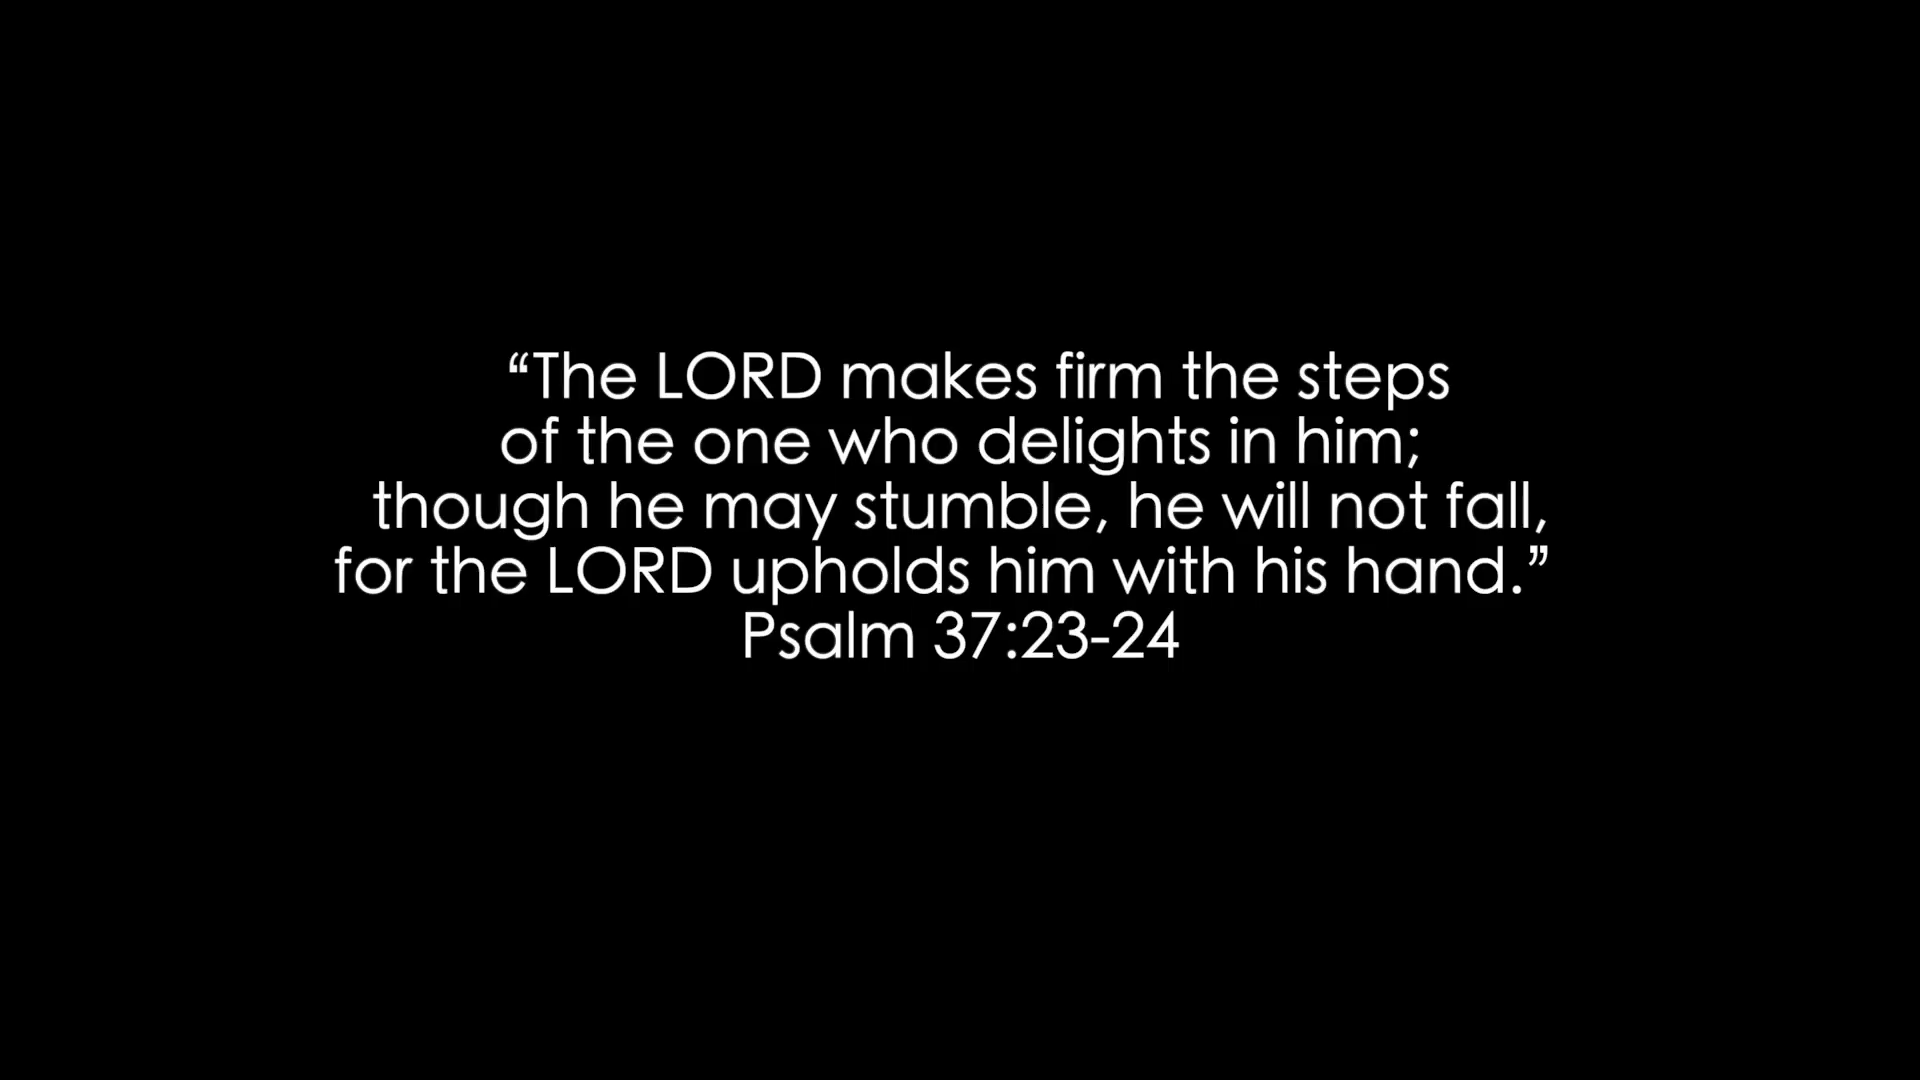 “The LORD makes firm the steps
of the one who delights in him;
though he may stumble, he will not fall,
for the LORD upholds him with his hand.”
Psalm 37:23-24